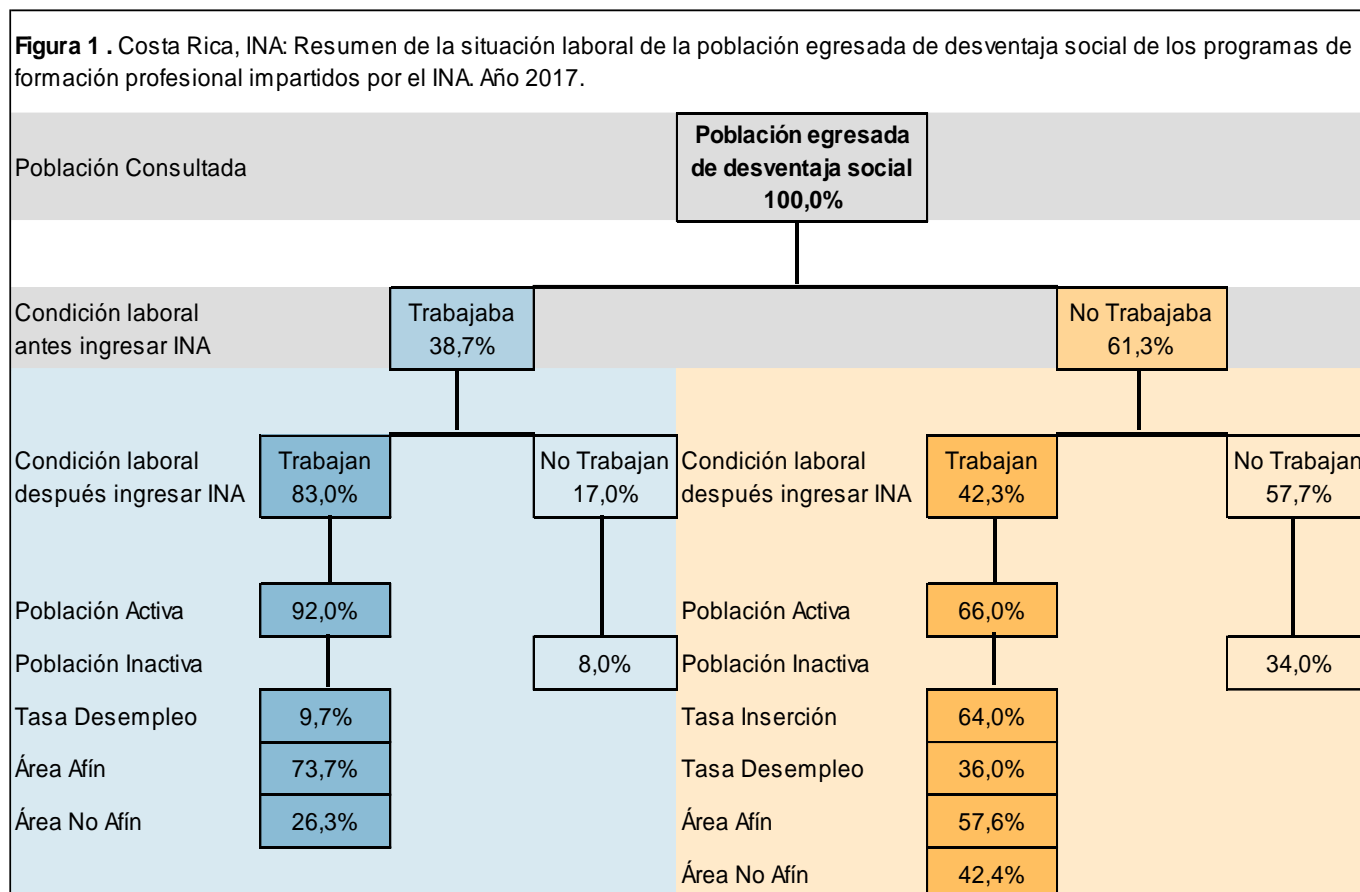 Figura 1 . Costa Rica, INA: Resumen de la situación laboral de la población egresada de desventaja social de los programas de
formación profesional impartidos por el INA. Año 2017.
Población Consultada
Población egresada
de desventaja social
100,0%
Condición laboral
antes ingresar INA
Trabajaba
38,7%
No Trabajaba
61,3%
Condición laboral
después ingresar INA
Trabajan
83,0%
No Trabajan
17,0%
Población Activa
92,0%
Población Inactiva
8,0%
Tasa Desempleo
9,7%
Área Afín
73,7%
Área No Afín
26,3%
Condición laboral
después ingresar INA
Trabajan
42,3%
No Trabajan
57,7%
Población Activa
66,0%
Población Inactiva
34,0%
Tasa Inserción
64,0%
Tasa Desempleo
36,0%
Área Afín
57,6%
Área No Afín
42,4%